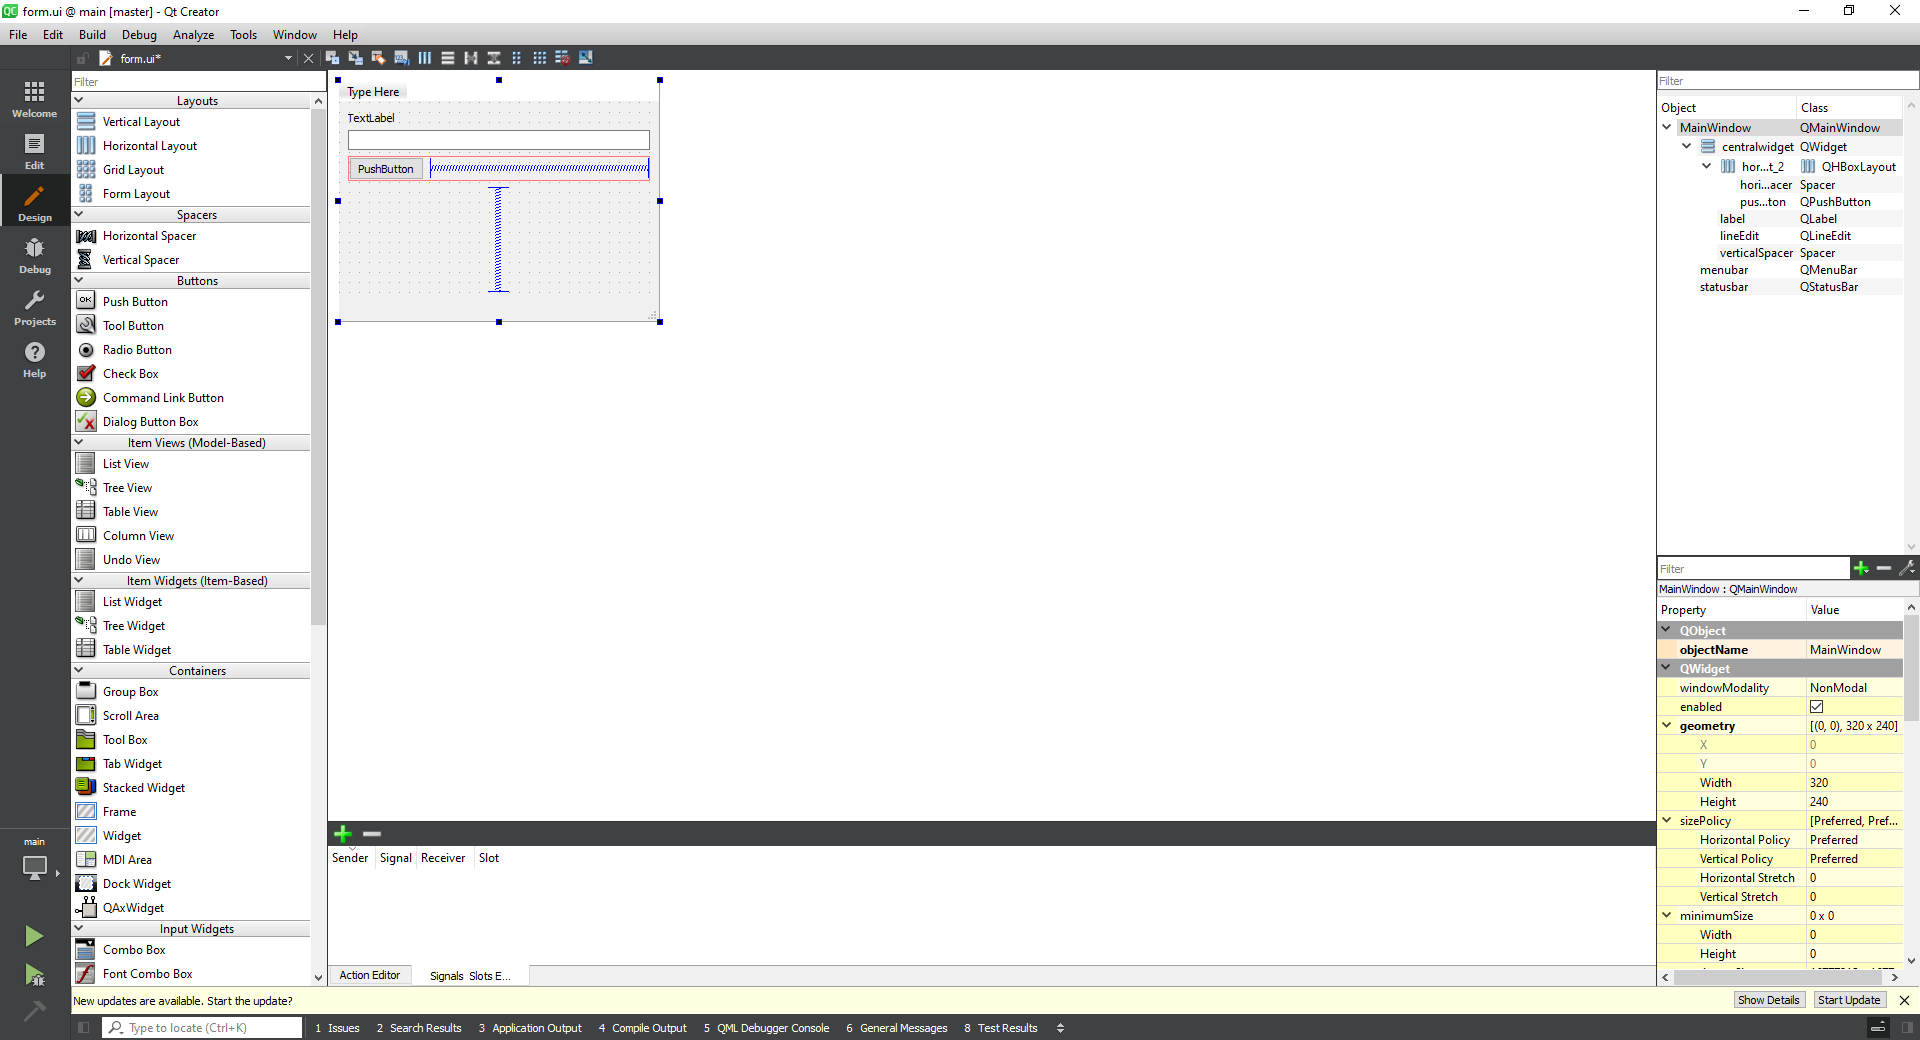 form.ui @ main [master] - Qt Creator
File Edit Build Debug Analyze Tools Window Help
form.ui*
Welcome
Edit
Design
Debug
Projects
Help
main
Filter
Layouts
Vertical Layout
Horizontal Layout
Grid Layout
Form Layout
Spacers
Horizontal Spacer
Vertical Spacer
Buttons
Push Button
Tool Button
Radio Button
Check Box
Command Link Button
Dialog Button Box
Item Views (Model-Based)
List View
Tree View
Table View
Column View
Undo View
Item Widgets (Item-Based)
List Widget
Tree Widget
Table Widget
Containers
Group Box
Scroll Area
Tool Box
Tab Widget
Stacked Widget
Frame
Widget
MDI Area
Dock Widget
QAxWidget
Input Widgets
Combo Box
Font Combo Box
Type Here
TextLabel
PushButton
Sender Signal Receiver Slot
Action Editor Signals Slots E...
Filter
Object Class
MainWindow QMainWindow
centralwidget QWidget
hor...t_2 QHBoxLayout
hori...acer Spacer
pus...ton QPushButton
label QLabel
lineEdit QLineEdit
verticalSpacer Spacer
menubar QMenuBar
statusbar QStatusBar
Filter
MainWindow : QMainWindow
Property Value
QObject
objectName MainWindow
QWidget
windowModality NonModal
enabled
geometry [(0, 0), 320 x 240]
X 0
Y 0
Width 320
Height 240
sizePolicy [Preferred, Pref...
Horizontal Policy Preferred
Vertical Policy Preferred
Horizontal Stretch 0
Vertical Stretch 0
minimumSize 0 x 0
Width 0
Height 0
New updates are available. Start the update? Show Details Start Update
Type to locate (Ctrl+K) 1 Issues 2 Search Results 3 Application Output 4 Compile Output 5 QML Debugger Console 6 General Messages 8 Test Results